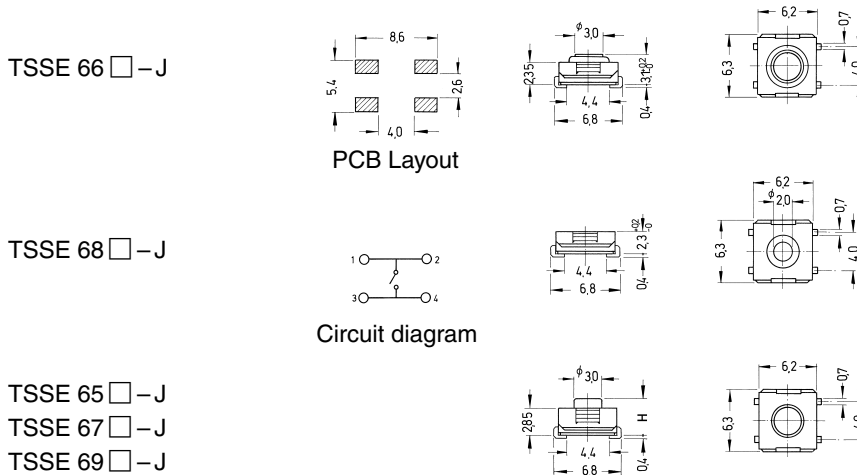 TSSE 66 □ – J
8,6
5,4
2,6
4,0
PCB Layout
ϕ 3,0
2,35
3,1 +0,2 -0
0,4
4,4
6,8
6,2
6,3
0,7
4,0
TSSE 68 □ – J
1 2
3 4
Circuit diagram
2,3 +0,2 -0
0,4
4,4
6,8
6,2
ϕ 2,0
6,3
0,7
4,0
TSSE 65 □ – J
TSSE 67 □ – J
TSSE 69 □ – J
ϕ 3,0
2,85
H
0,4
4,4
6,8
6,2
6,3
0,7